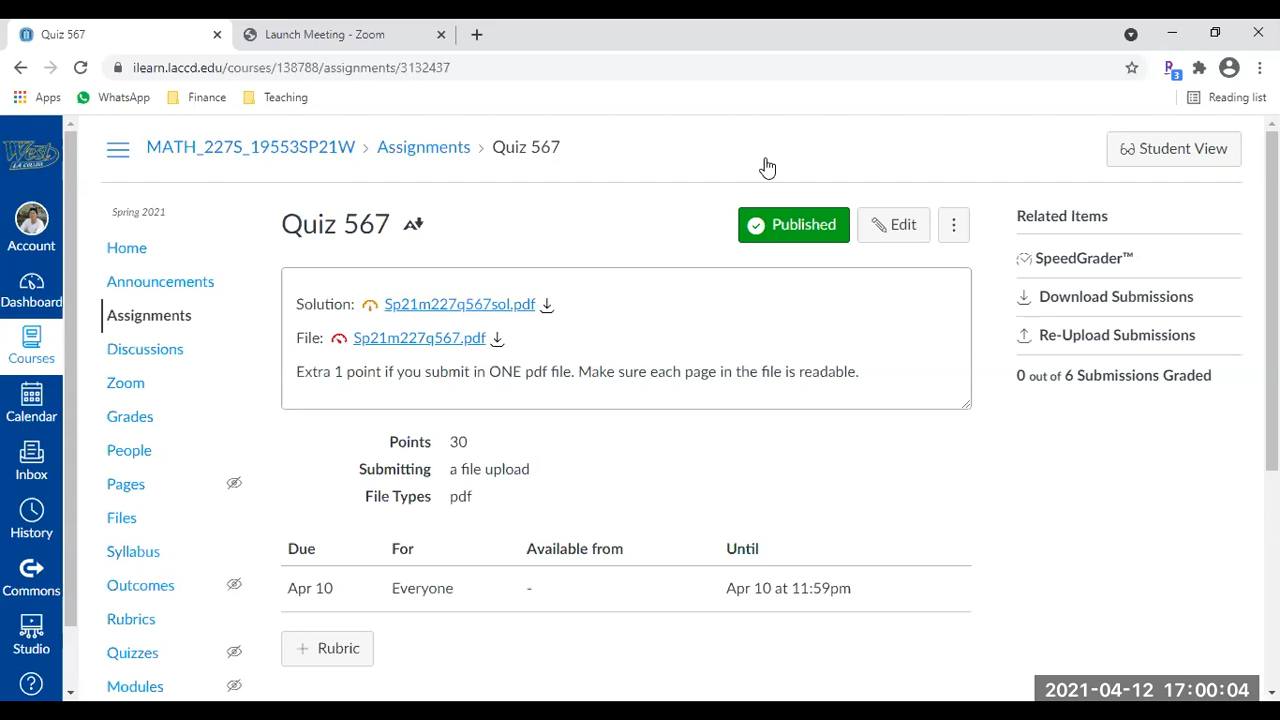 Quiz 567
Launch Meeting - Zoom
ilearn.laccd.edu/courses/138788/assignments/3132437
3
Apps WhatsApp Finance Teaching Reading list
West
LA COLLEGE
MATH_227S_19553SP21W > Assignments > Quiz 567
Student View
Account
Dashboard
Courses
Calendar
Inbox
History
Commons
Studio
Spring 2021
Home
Announcements
Assignments
Discussions
Zoom
Grades
People
Pages
Files
Syllabus
Outcomes
Rubrics
Quizzes
Modules
Quiz 567
Published
Edit
Solution: Sp21m227q567sol.pdf
File: Sp21m227q567.pdf
Extra 1 point if you submit in ONE pdf file. Make sure each page in the file is readable.
Points 30
Submitting a file upload
File Types pdf
Due For Available from Until
Apr 10 Everyone - Apr 10 at 11:59pm
+ Rubric
Related Items
SpeedGrader™
Download Submissions
Re-Upload Submissions
0 out of 6 Submissions Graded
2021-04-12 17:00:04